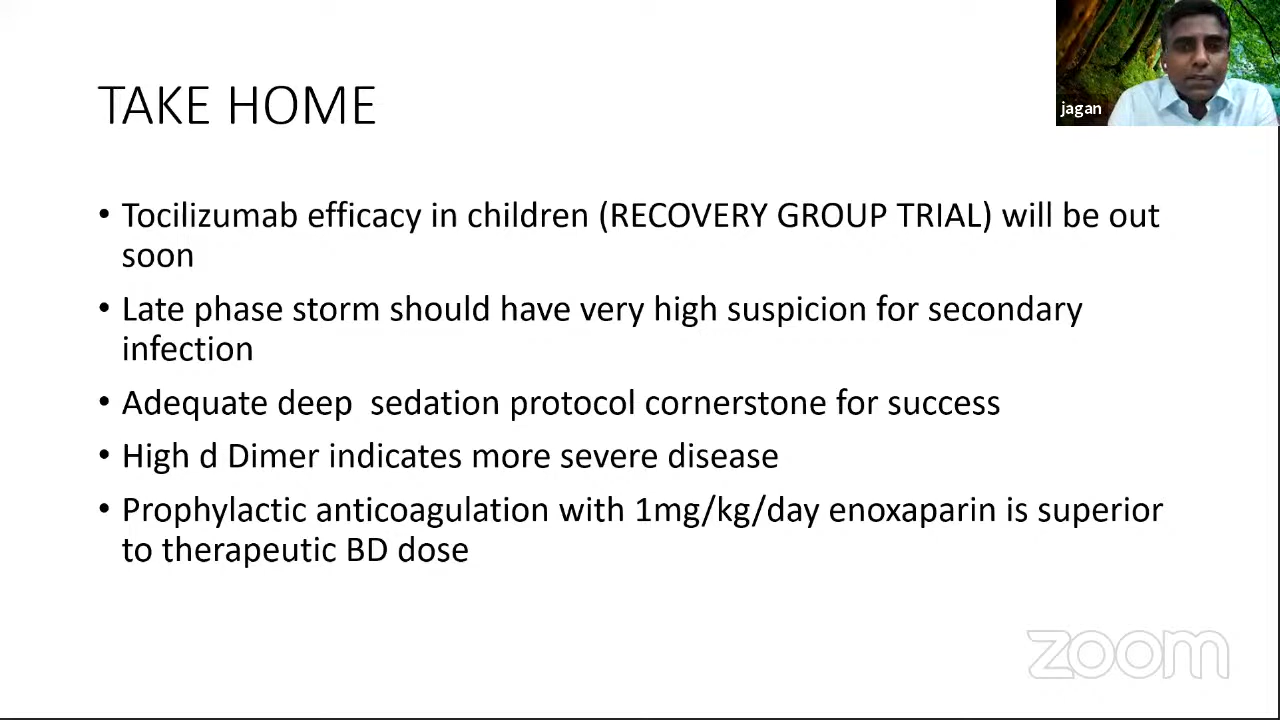 TAKE HOME
jagan
• Tocilizumab efficacy in children (RECOVERY GROUP TRIAL) will be out
soon
• Late phase storm should have very high suspicion for secondary
infection
• Adequate deep  sedation protocol cornerstone for success
• High d Dimer indicates more severe disease
• Prophylactic anticoagulation with 1mg/kg/day enoxaparin is superior
to therapeutic BD dose
zoom